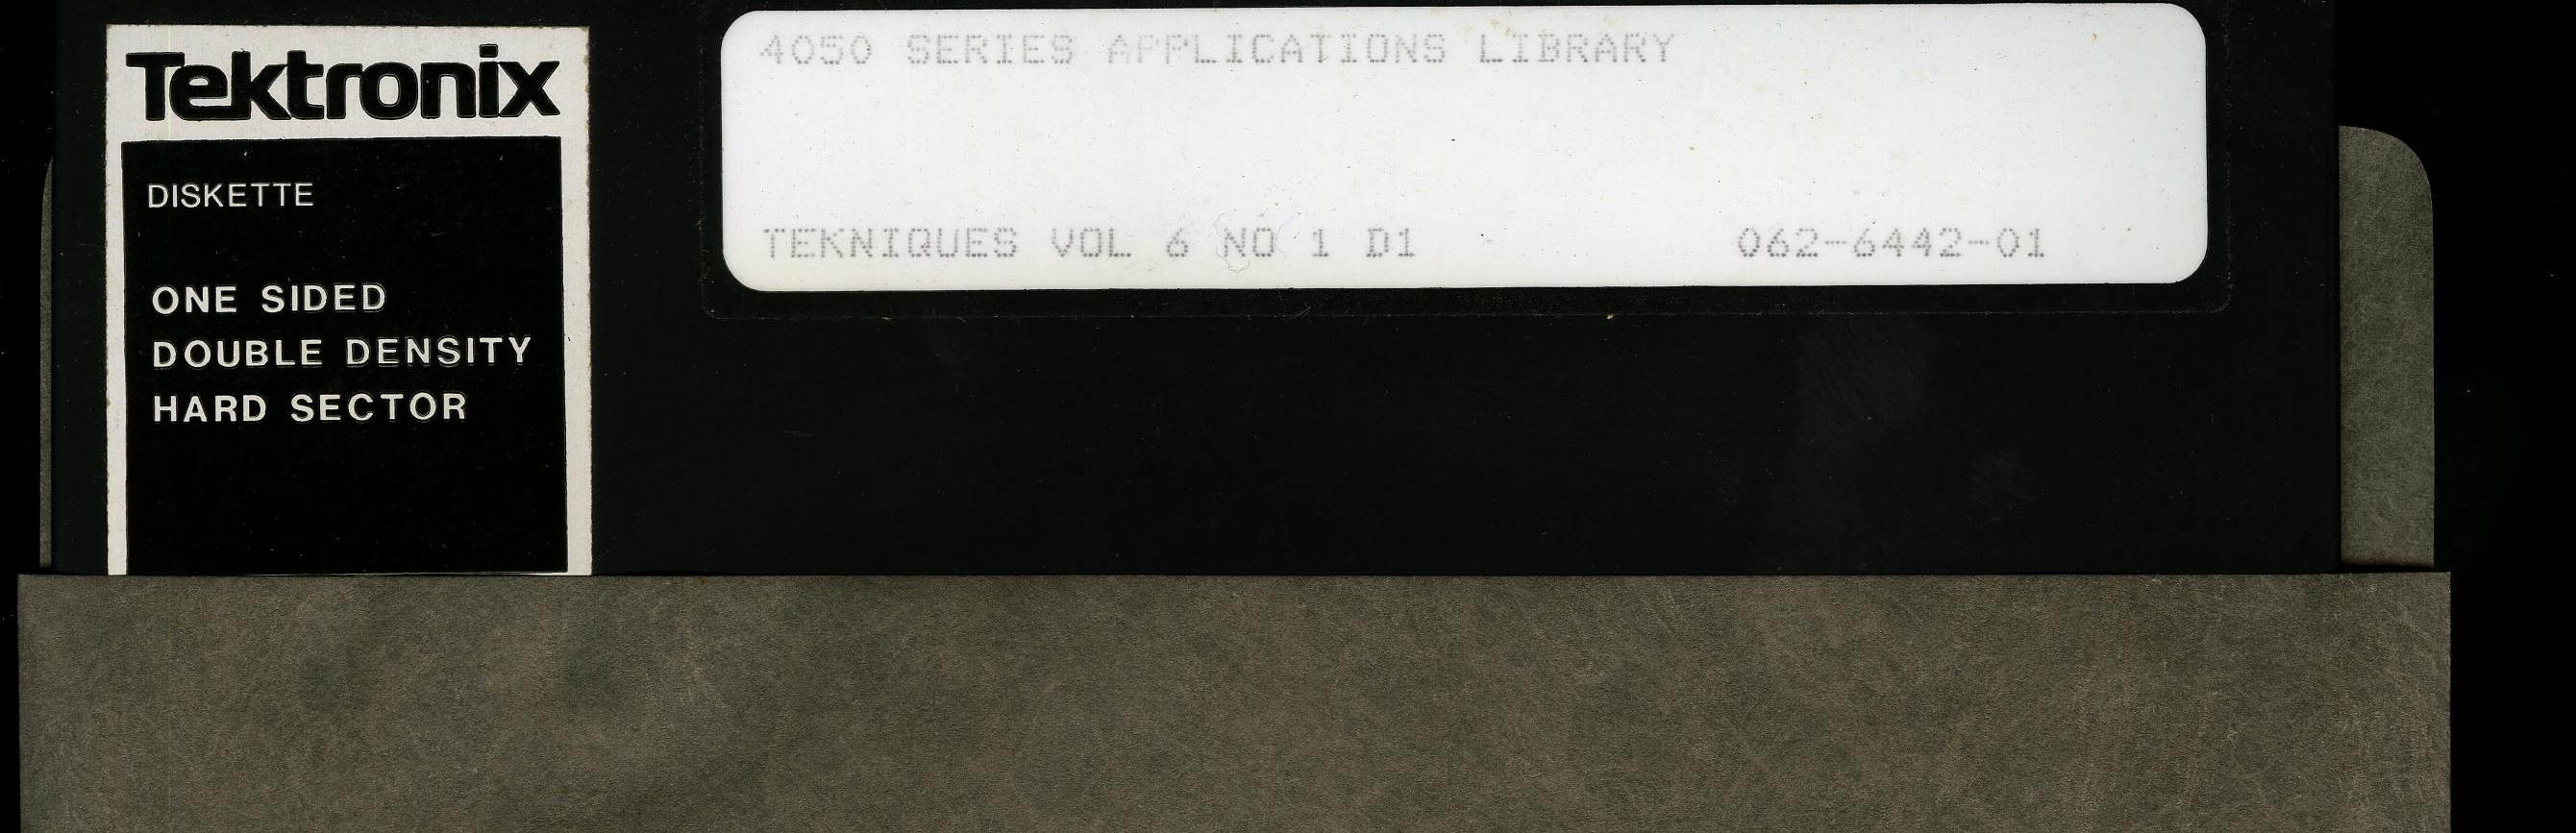 Tektronix
DISKETTE
ONE SIDED
DOUBLE DENSITY
HARD SECTOR
4050 SERIES APPLICATIONS LIBRARY
TEKNIQUES VOL 6 NO 1 D1 062-6442-01